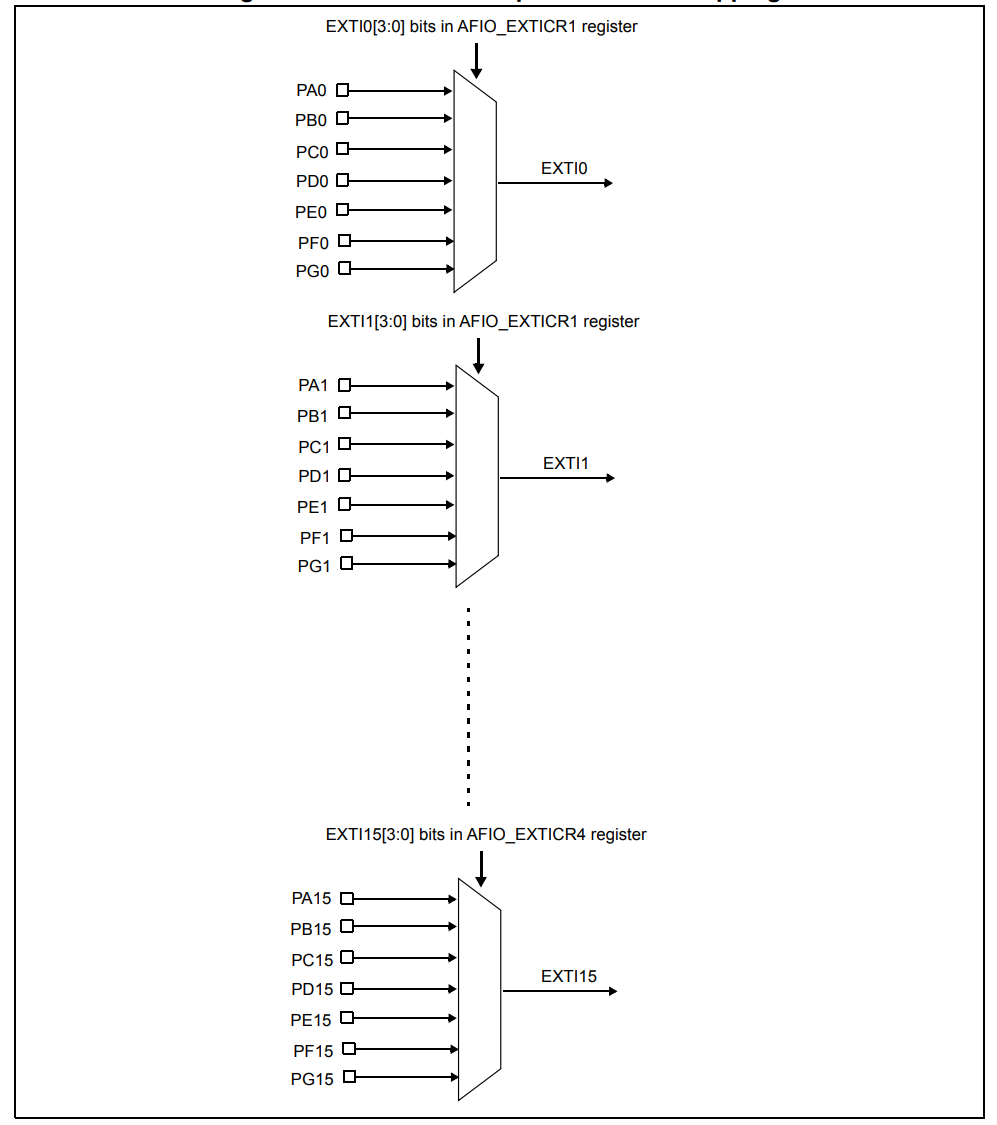 EXTI0[3:0] bits in AFIO_EXTICR1 register
PA0
PB0
PC0
EXTI0
PD0
PE0
PF0
PG0
EXTI1[3:0] bits in AFIO_EXTICR1 register
PA1
PB1
PC1
EXTI1
PD1
PE1
PF1
PG1
EXTI15[3:0] bits in AFIO_EXTICR4 register
PA15
PB15
PC15
EXTI15
PD15
PE15
PF15
PG15